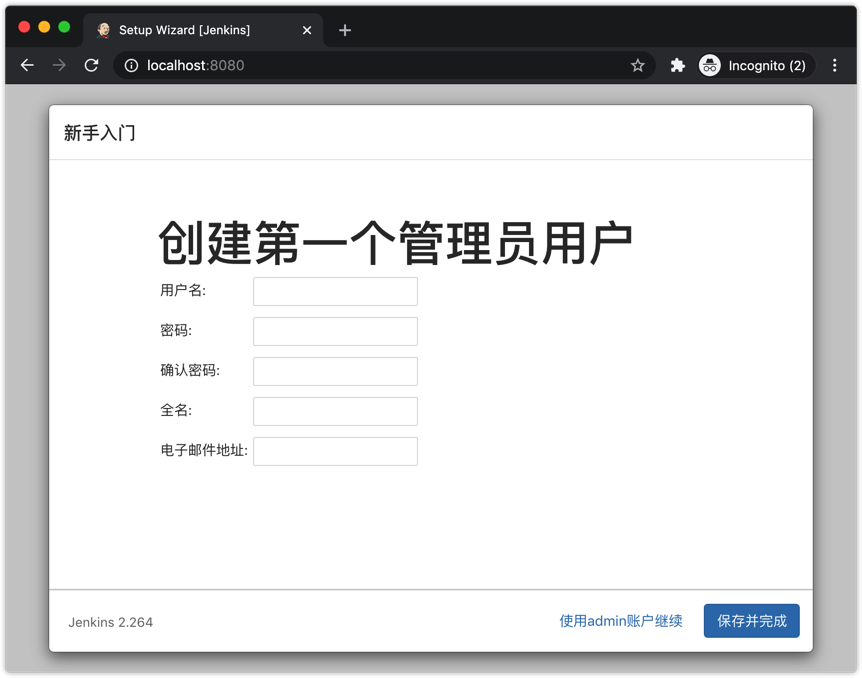 Setup Wizard [Jenkins]
localhost:8080
Incognito (2)
新手入门
创建第一个管理员用户
用户名:
密码:
确认密码:
全名:
电子邮件地址:
Jenkins 2.264
使用admin账户继续
保存并完成